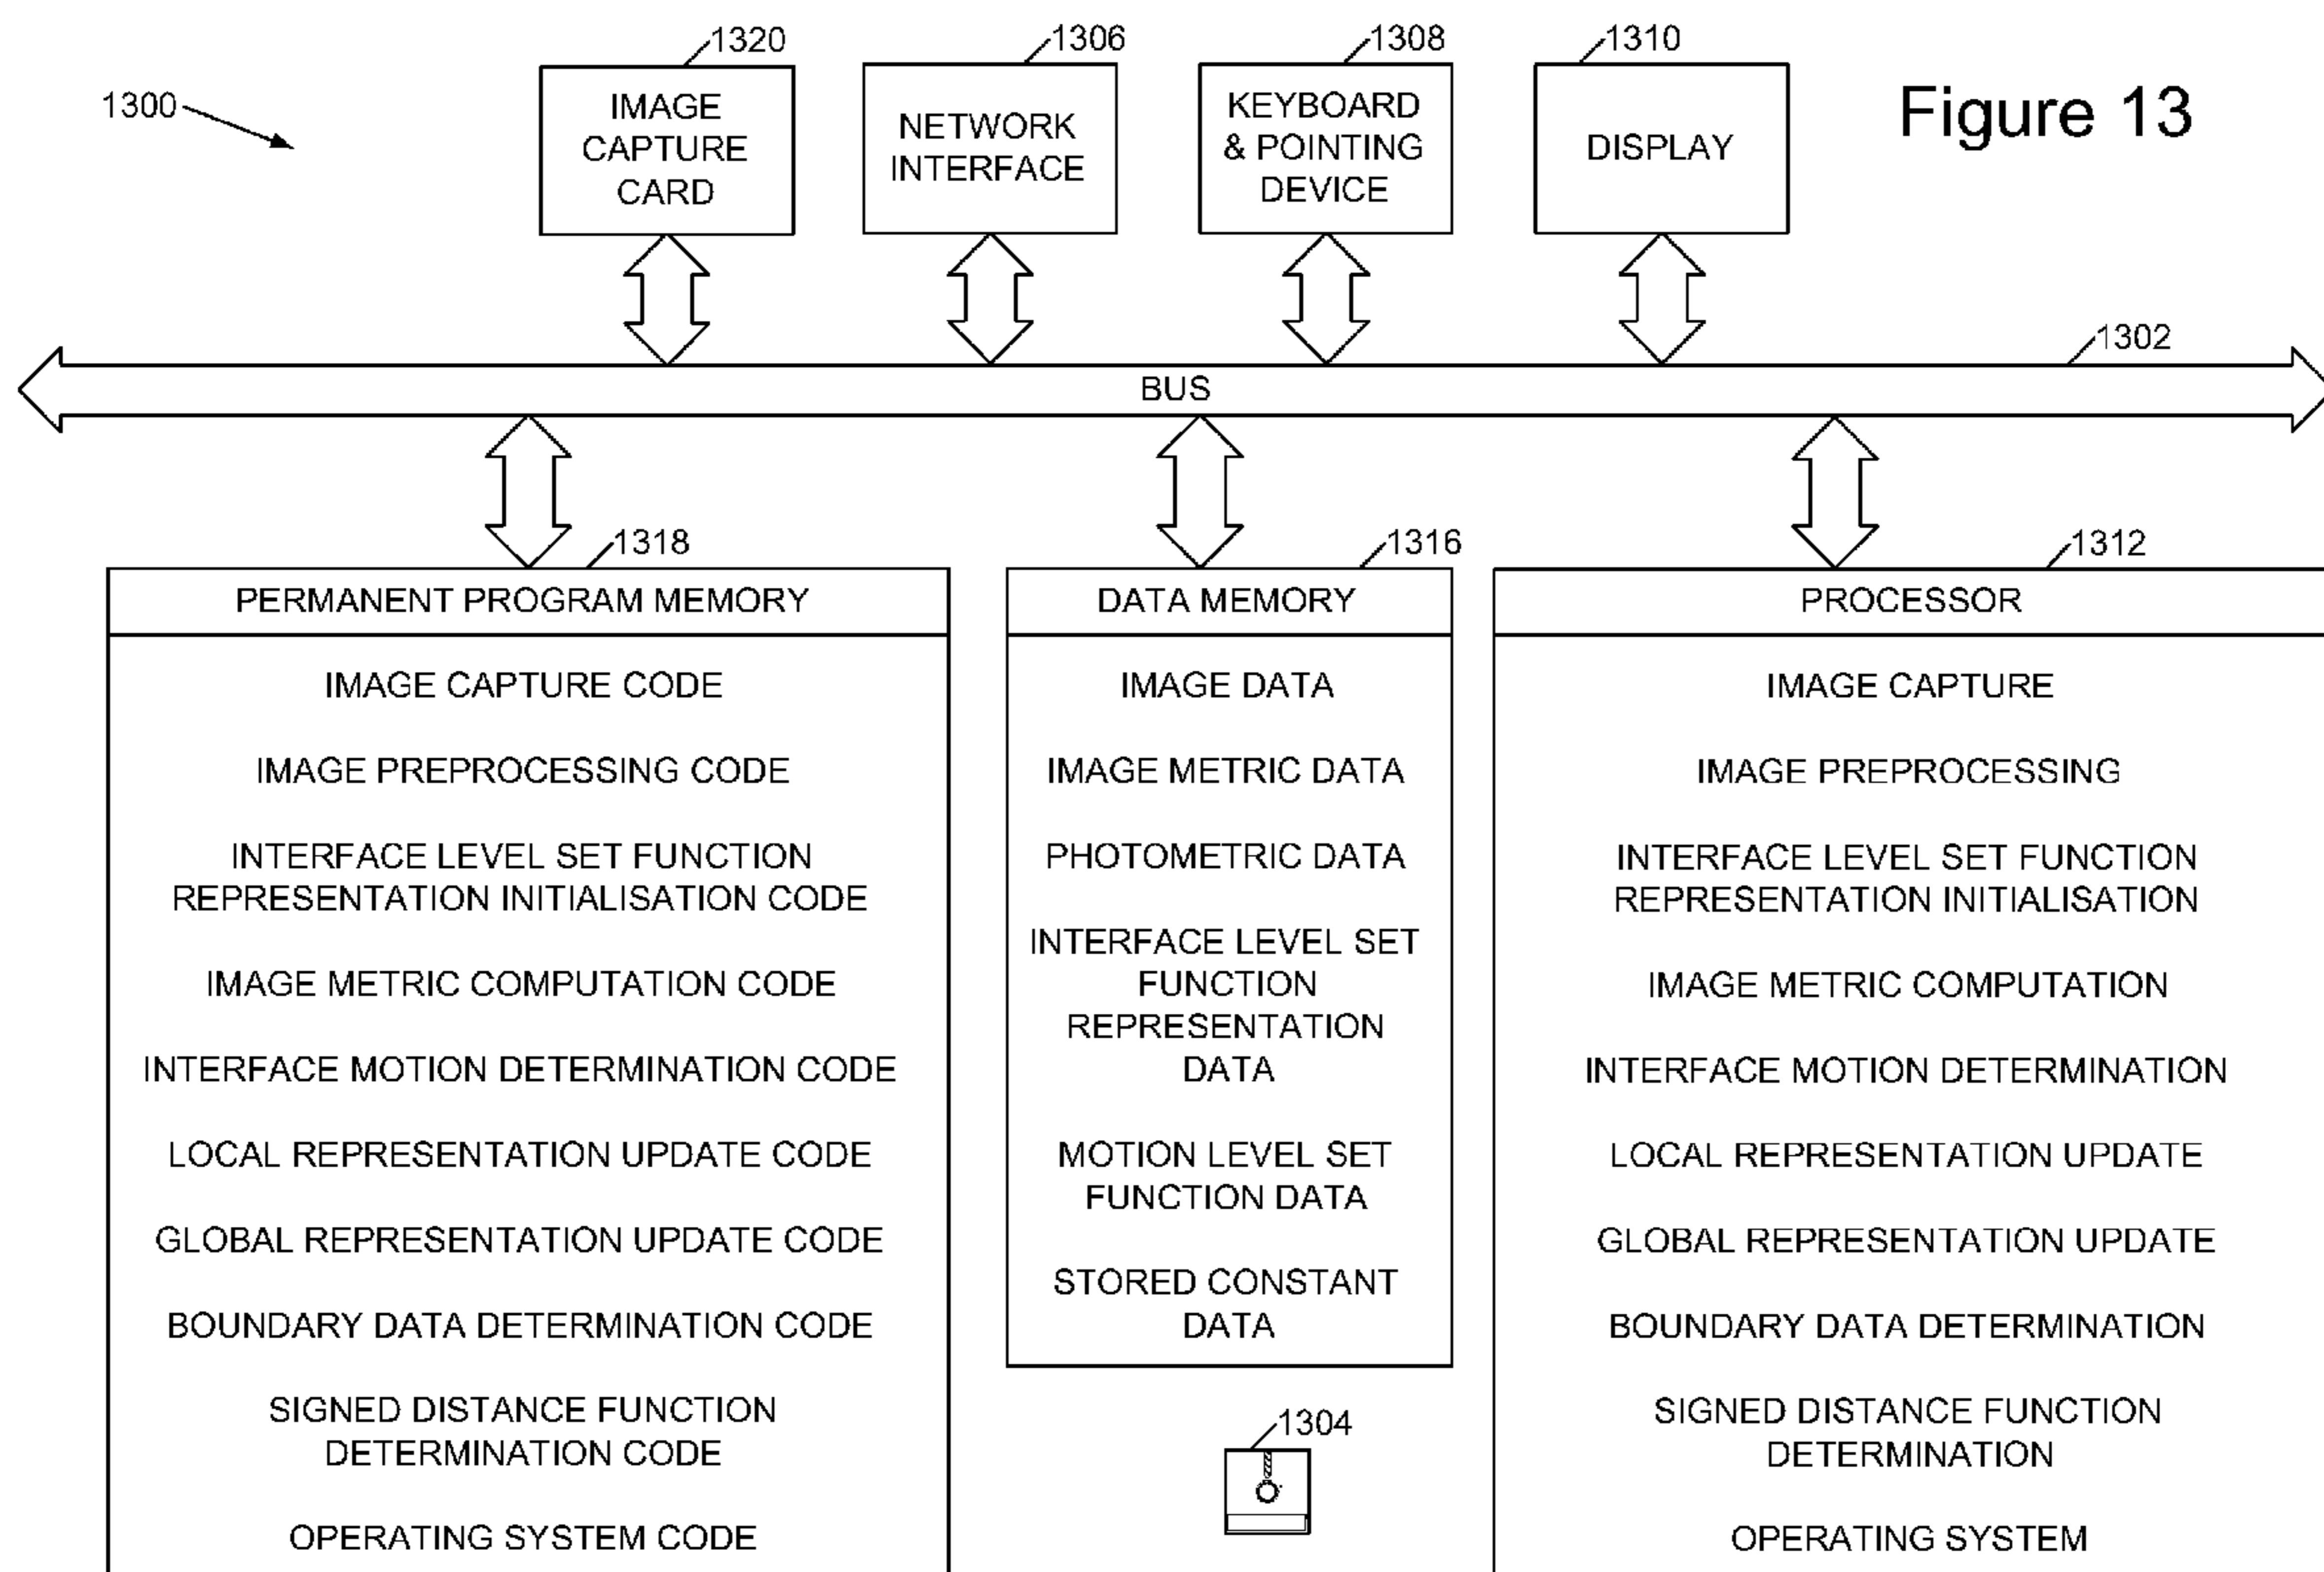 1320
1306
1308
1310
1300
IMAGE
CAPTURE
CARD
NETWORK
INTERFACE
KEYBOARD
& POINTING
DEVICE
DISPLAY
Figure 13
1302
BUS
1318
PERMANENT PROGRAM MEMORY
IMAGE CAPTURE CODE
IMAGE PREPROCESSING CODE
INTERFACE LEVEL SET FUNCTION
REPRESENTATION INITIALISATION CODE
IMAGE METRIC COMPUTATION CODE
INTERFACE MOTION DETERMINATION CODE
LOCAL REPRESENTATION UPDATE CODE
GLOBAL REPRESENTATION UPDATE CODE
BOUNDARY DATA DETERMINATION CODE
SIGNED DISTANCE FUNCTION
DETERMINATION CODE
OPERATING SYSTEM CODE
1316
DATA MEMORY
IMAGE DATA
IMAGE METRIC DATA
PHOTOMETRIC DATA
INTERFACE LEVEL SET
FUNCTION
REPRESENTATION
DATA
MOTION LEVEL SET
FUNCTION DATA
STORED CONSTANT
DATA
1304
1312
PROCESSOR
IMAGE CAPTURE
IMAGE PREPROCESSING
INTERFACE LEVEL SET FUNCTION
REPRESENTATION INITIALISATION
IMAGE METRIC COMPUTATION
INTERFACE MOTION DETERMINATION
LOCAL REPRESENTATION UPDATE
GLOBAL REPRESENTATION UPDATE
BOUNDARY DATA DETERMINATION
SIGNED DISTANCE FUNCTION
DETERMINATION
OPERATING SYSTEM